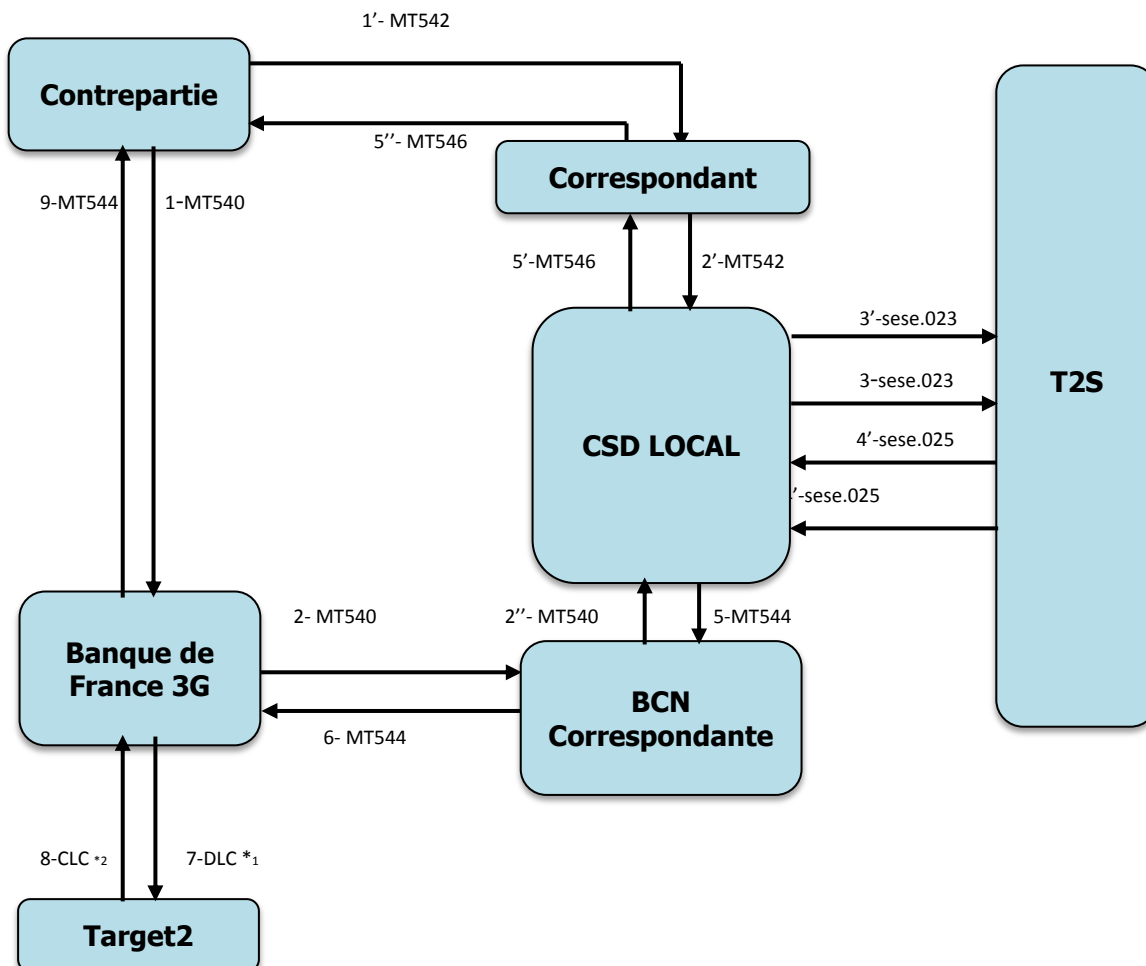 1’- MT542
Contrepartie
5’’- MT546
Correspondant
9-MT544
1-MT540
5’-MT546
2’-MT542
3’-sese.023
T2S
3-sese.023
CSD LOCAL
4’-sese.025
’-sese.025
2- MT540
2’’- MT540
5-MT544
Banque de
France 3G
BCN
Correspondante
6- MT544
8-CLC *2
7-DLC *1
Target2